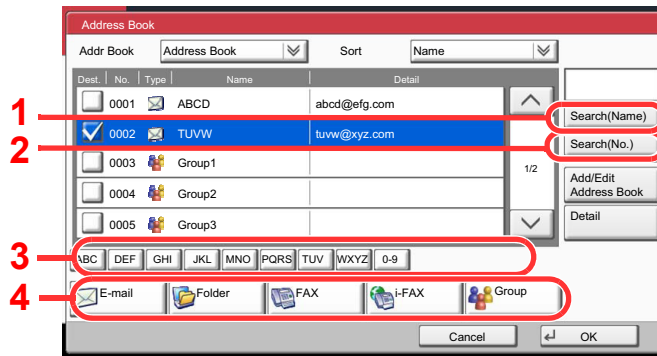 Address Book
Addr Book Address Book Sort Name
Dest. No. Type Name Detail
0001 ABCD abcd@efg.com
1 Search(Name)
0002 TUVW tuvw@xyz.com
2 Search(No.)
0003 Group1 1/2
Add/Edit
Address Book
0004 Group2
0005 Group3 Detail
3 ABC DEF GHI JKL MNO PQRS TUV WXYZ 0-9
4 E-mail Folder FAX i-FAX Group
Cancel OK